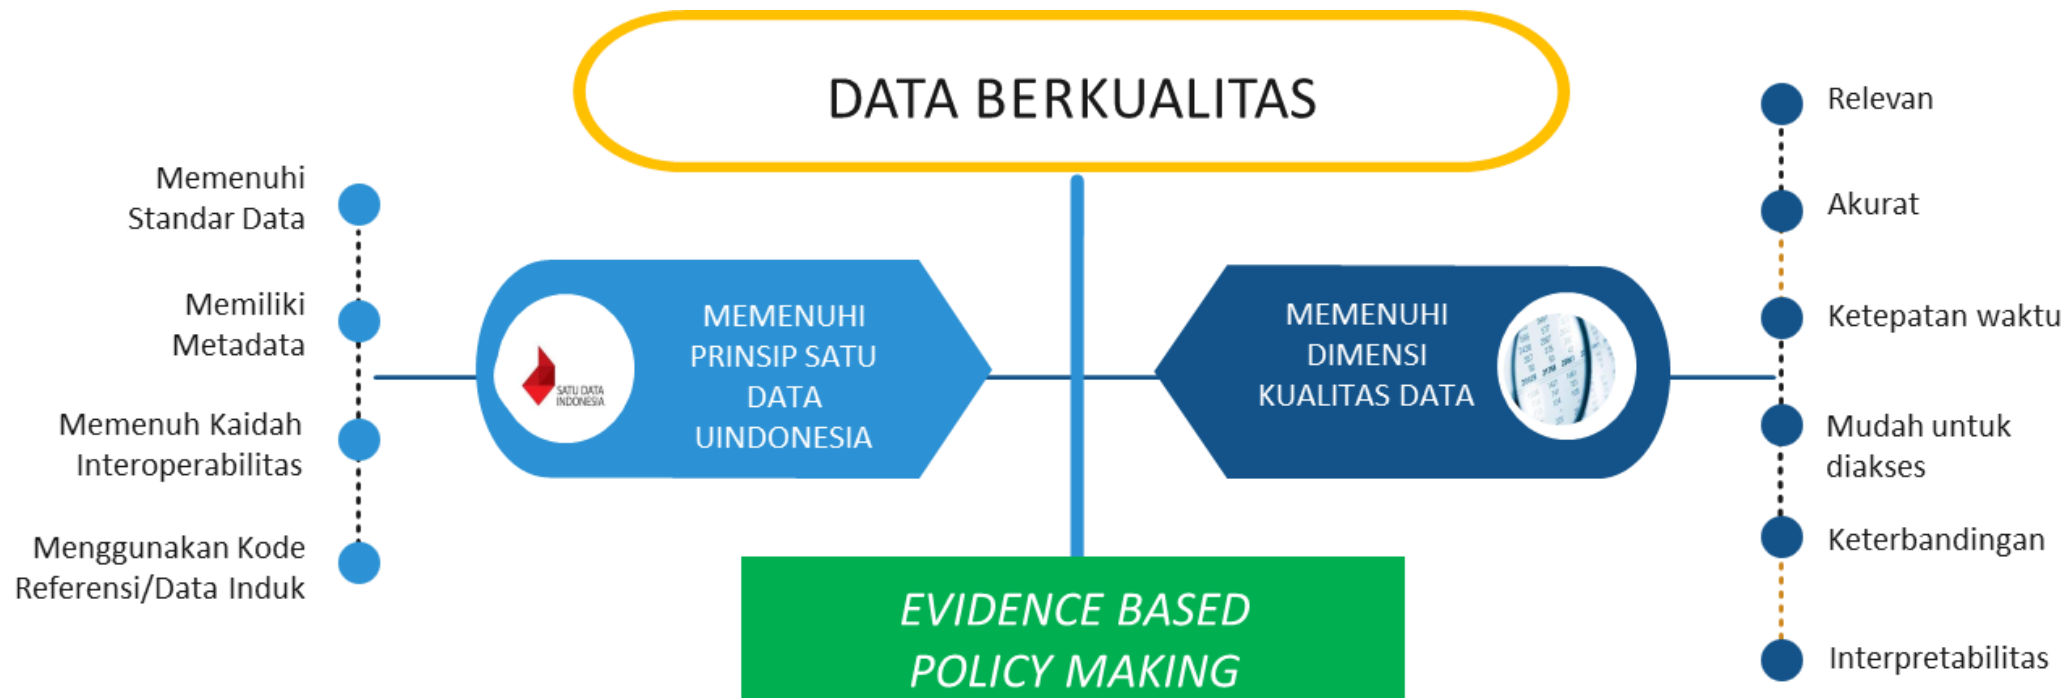 DATA BERKUALITAS
Memenuhi
Standar Data
Memiliki
Metadata
Memenuh Kaidah
Interoperabilitas
Menggunakan Kode
Referensi/Data Induk
SATU DATA
INDONESIA
MEMENUHI
PRINSIP SATU
DATA
UINDONESIA
MEMENUHI
DIMENSI
KUALITAS DATA
Relevan
Akurat
Ketepatan waktu
Mudah untuk
diakses
Keterbandingan
Interpretabilitas
EVIDENCE BASED
POLICY MAKING